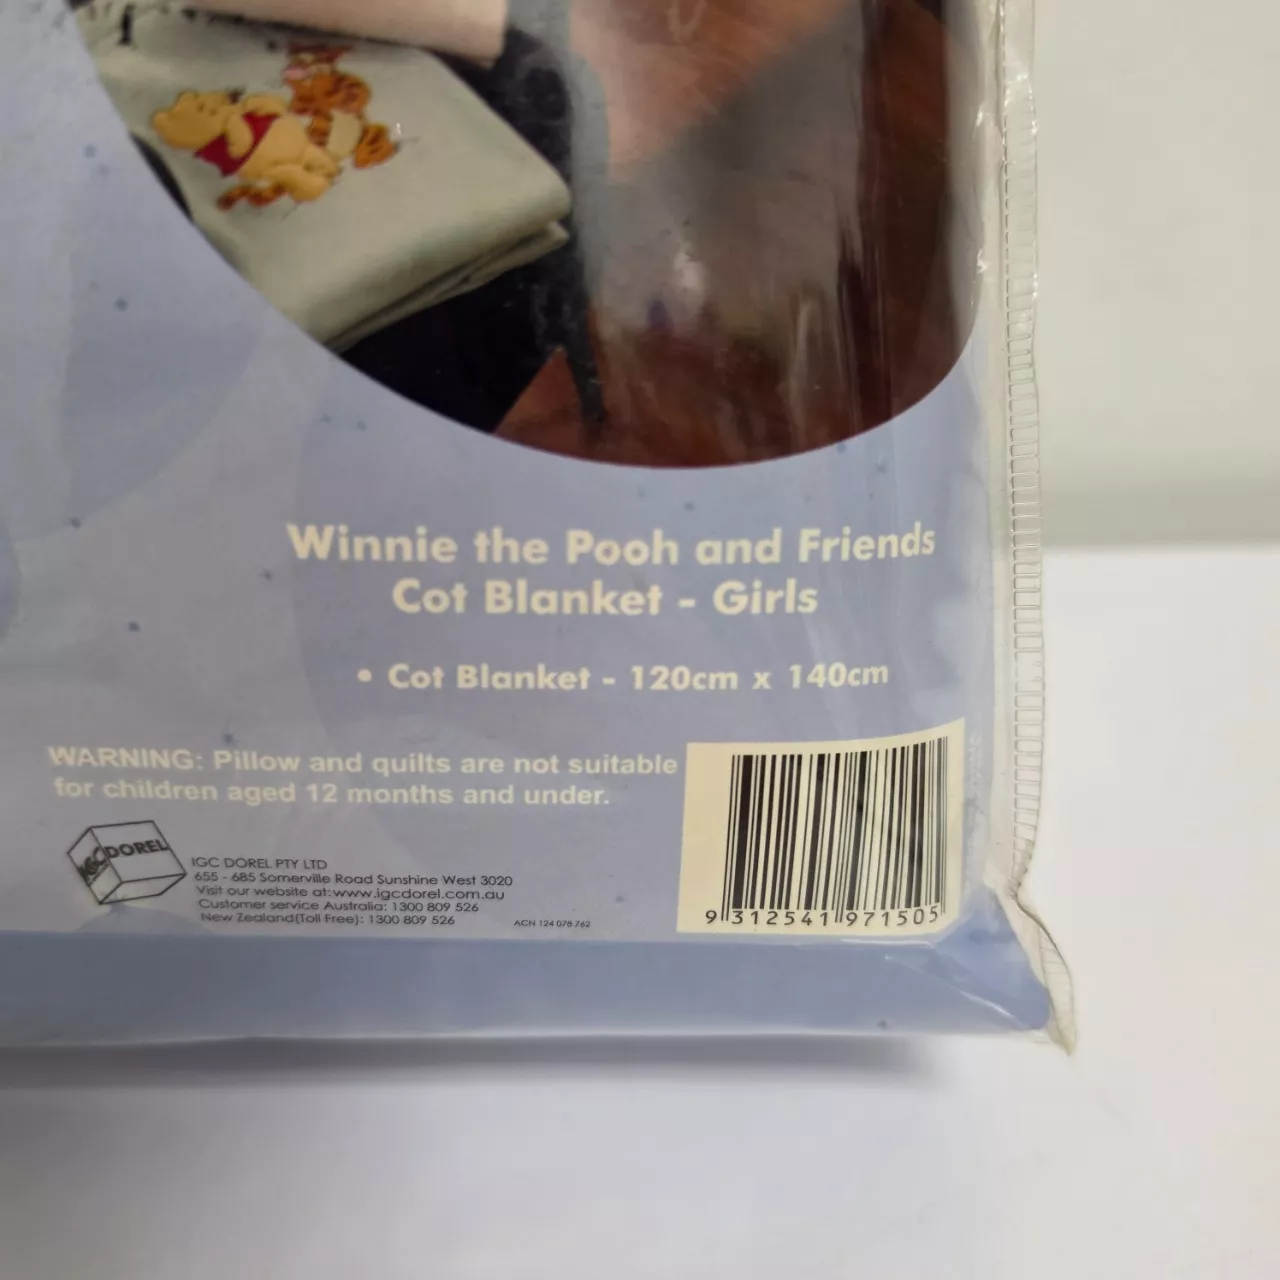 Winnie the Pooh and Friends
Cot Blanket - Girls
• Cot Blanket - 120cm x 140cm
WARNING: Pillow and quilts are not suitable
for children aged 12 months and under.
IGC DOREL
IGC DOREL PTY LTD
655 - 685 Somerville Road Sunshine West 3020
Visit our website at:www.igcdorel.com.au
Customer service Australia: 1300 809 526
New Zealand(Toll Free): 1300 809 526
ACN 124 078 762
9 312541 971505